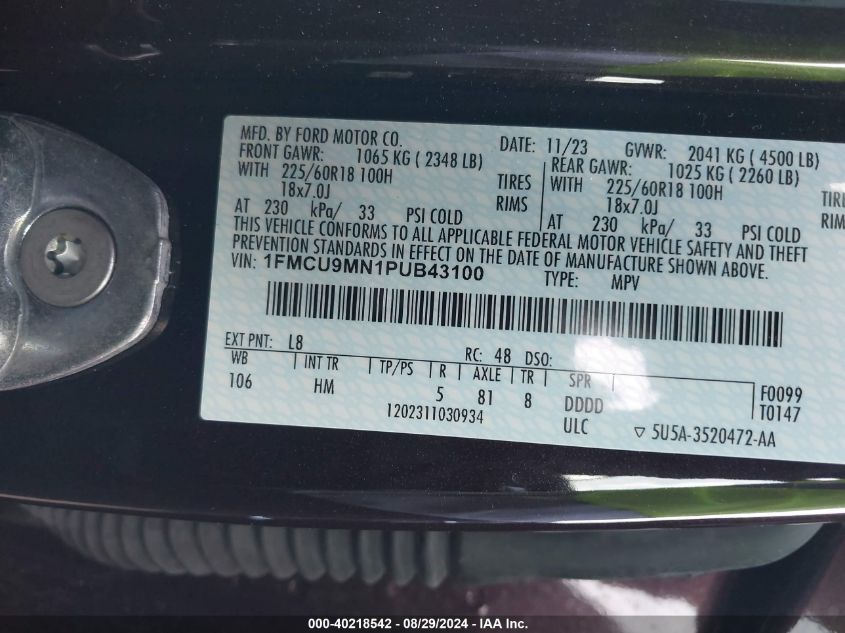 MFD. BY FORD MOTOR CO. DATE: 11/23 GVWR: 2041 KG ( 4500 LB)
FRONT GAWR: 1065 KG ( 2348 LB) REAR GAWR: 1025 KG ( 2260 LB)
WITH 225/60R18 100H TIRES WITH 225/60R18 100H TIRE
18x7.0J RIMS 18x7.0J RIM
AT 230 kPa/ 33 PSI COLD AT 230 kPa/ 33 PSI COLD
THIS VEHICLE CONFORMS TO ALL APPLICABLE FEDERAL MOTOR VEHICLE SAFETY AND THEFT
PREVENTION STANDARDS IN EFFECT ON THE DATE OF MANUFACTURE SHOWN ABOVE.
VIN: 1FMCU9MN1PUB43100 TYPE: MPV
EXT PNT: L8 RC: 48 DSO:
WB INT TR TP/PS R AXLE TR SPR F0099
106 HM 5 81 8 DDDD T0147
1202311030934 ULC ▽ 5U5A-3520472-AA
000-40218542 - 08/29/2024 - WWW.IAAI.COM.